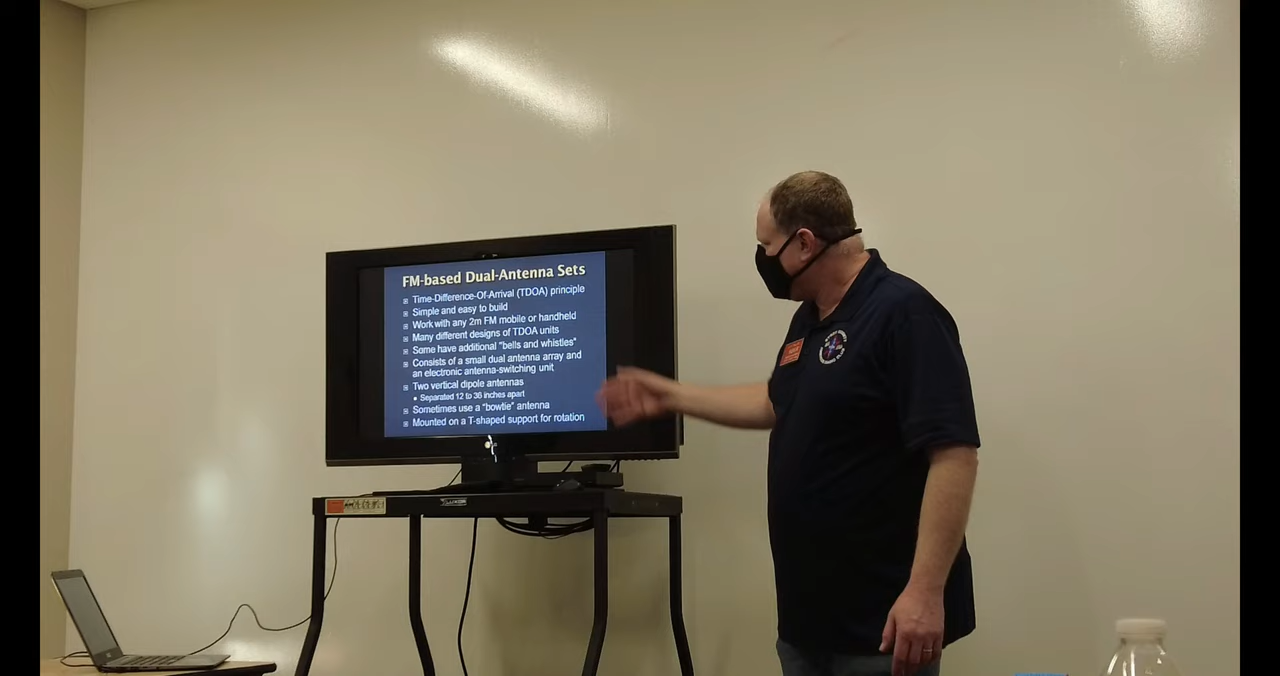 FM-based Dual-Antenna Sets
Time-Difference-Of-Arrival (TDOA) principle
Simple and easy to build
Work with any 2m FM mobile or handheld
Many different designs of TDOA units
Some have additional "bells and whistles"
Consists of a small dual antenna array and
an electronic antenna-switching unit
Two vertical dipole antennas
Separated 12 to 36 inches apart
Sometimes use a "bowtie" antenna
Mounted on a T-shaped support for rotation